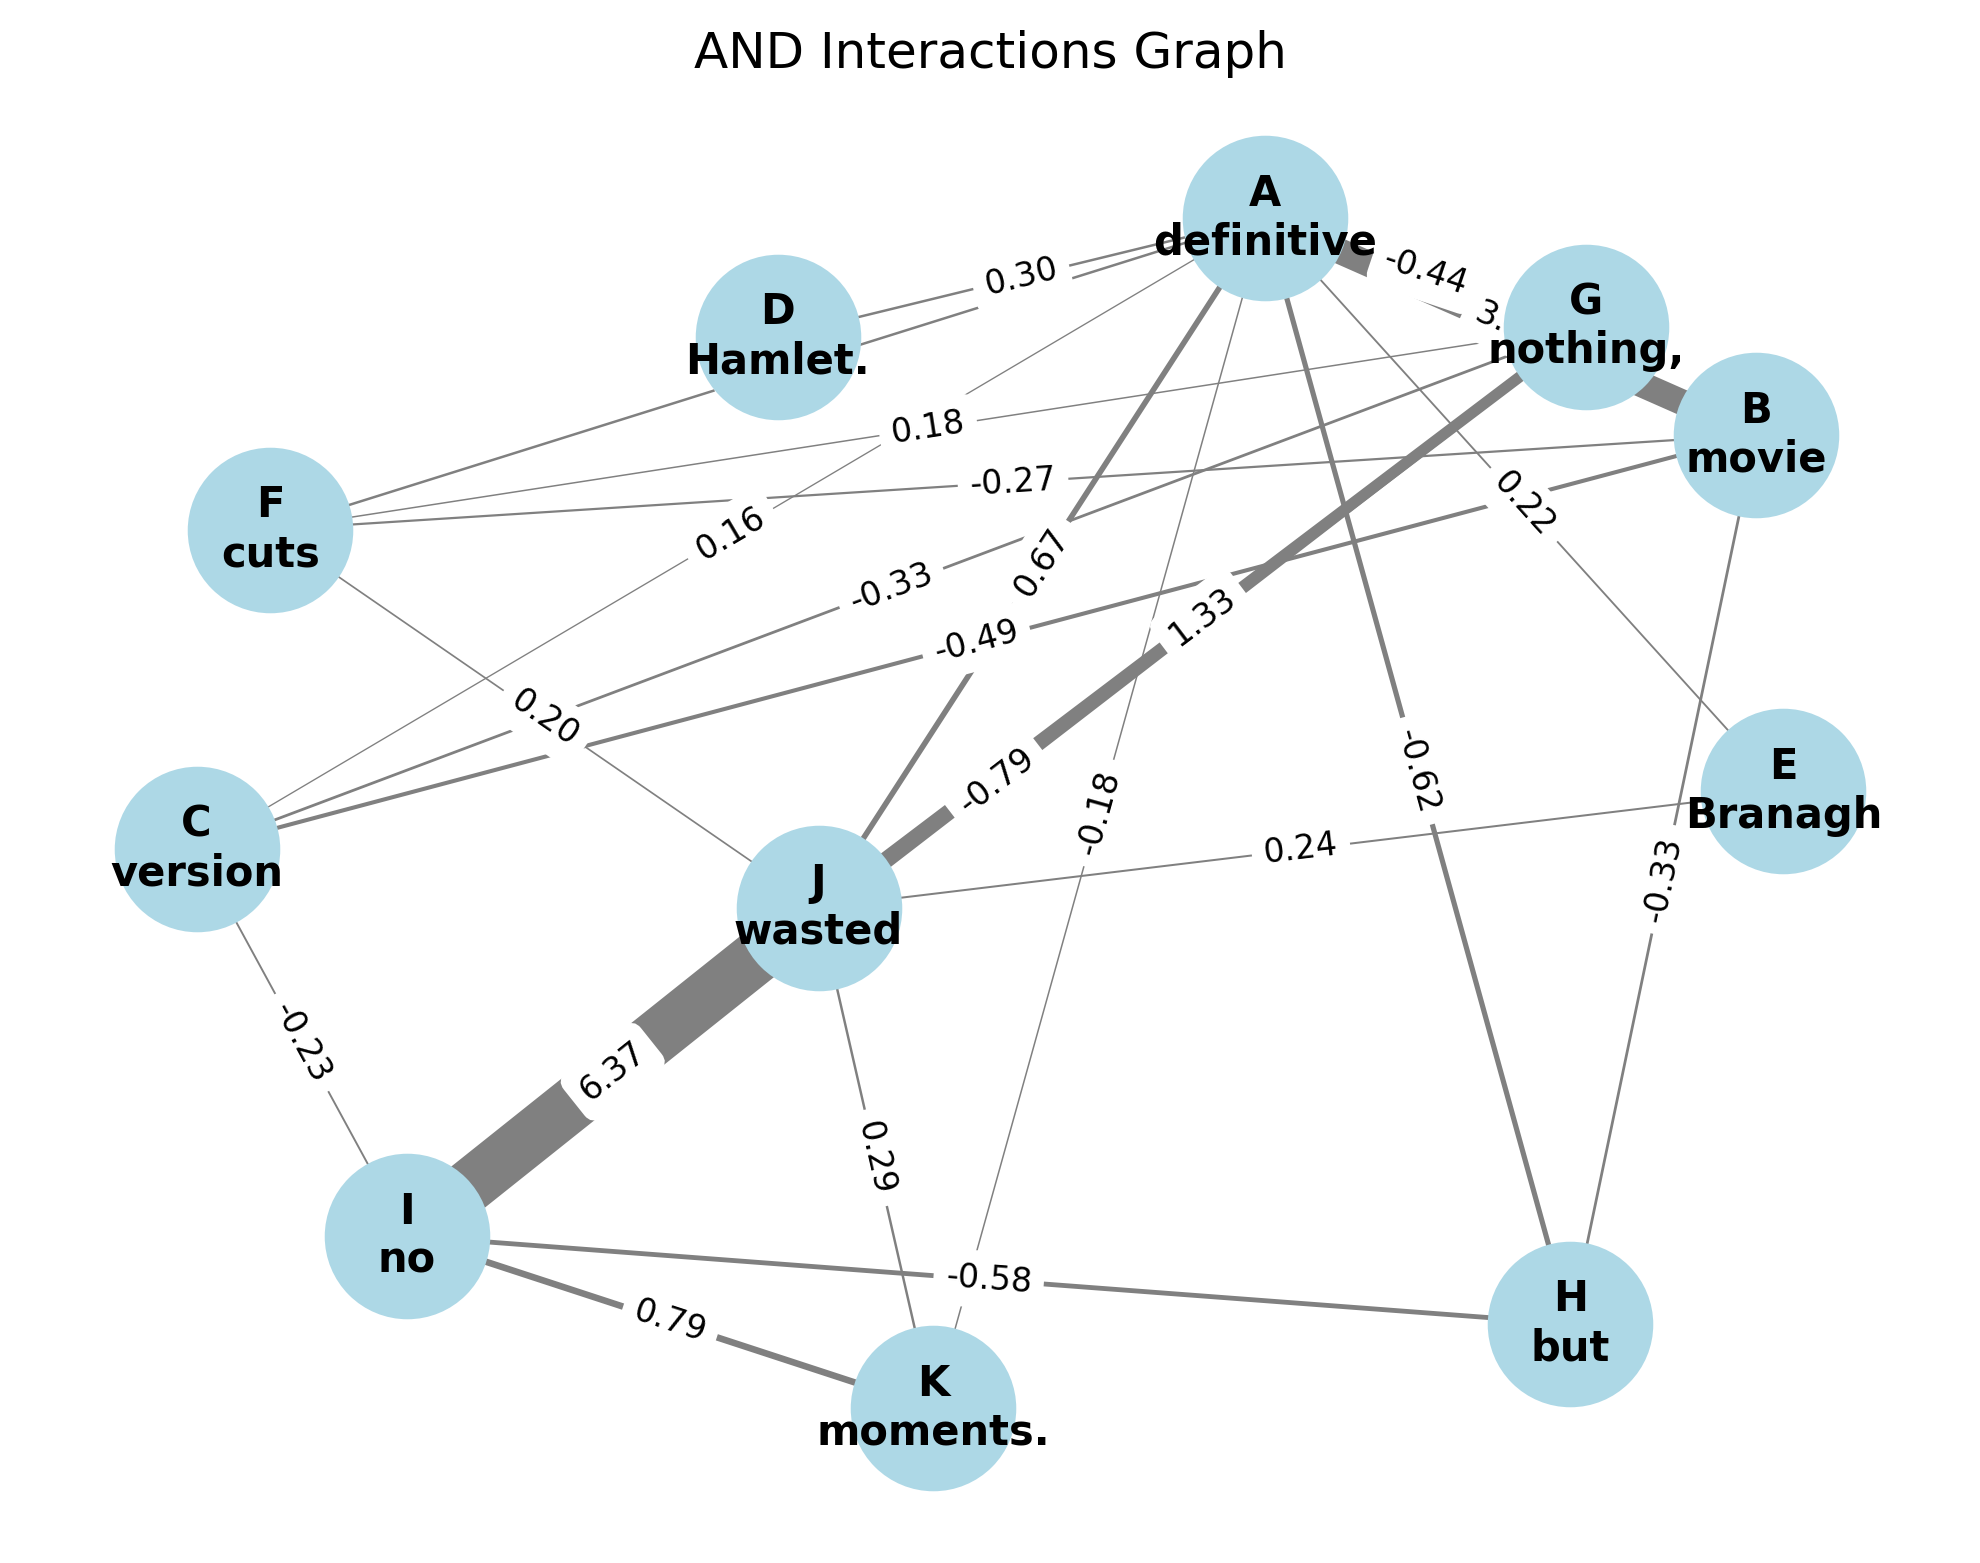 AND Interactions Graph
A
definitive
-0.44
0.30
D
Hamlet.
G
nothing,
3.
B
movie
0.18
-0.27
F
cuts
0.16
0.22
0.67
-0.33
1.33
-0.49
0.20
-0.79
-0.62
-0.18
E
Branagh
C
version
0.24
J
wasted
-0.33
-0.23
6.37
0.29
I
no
-0.58
0.79
H
but
K
moments.